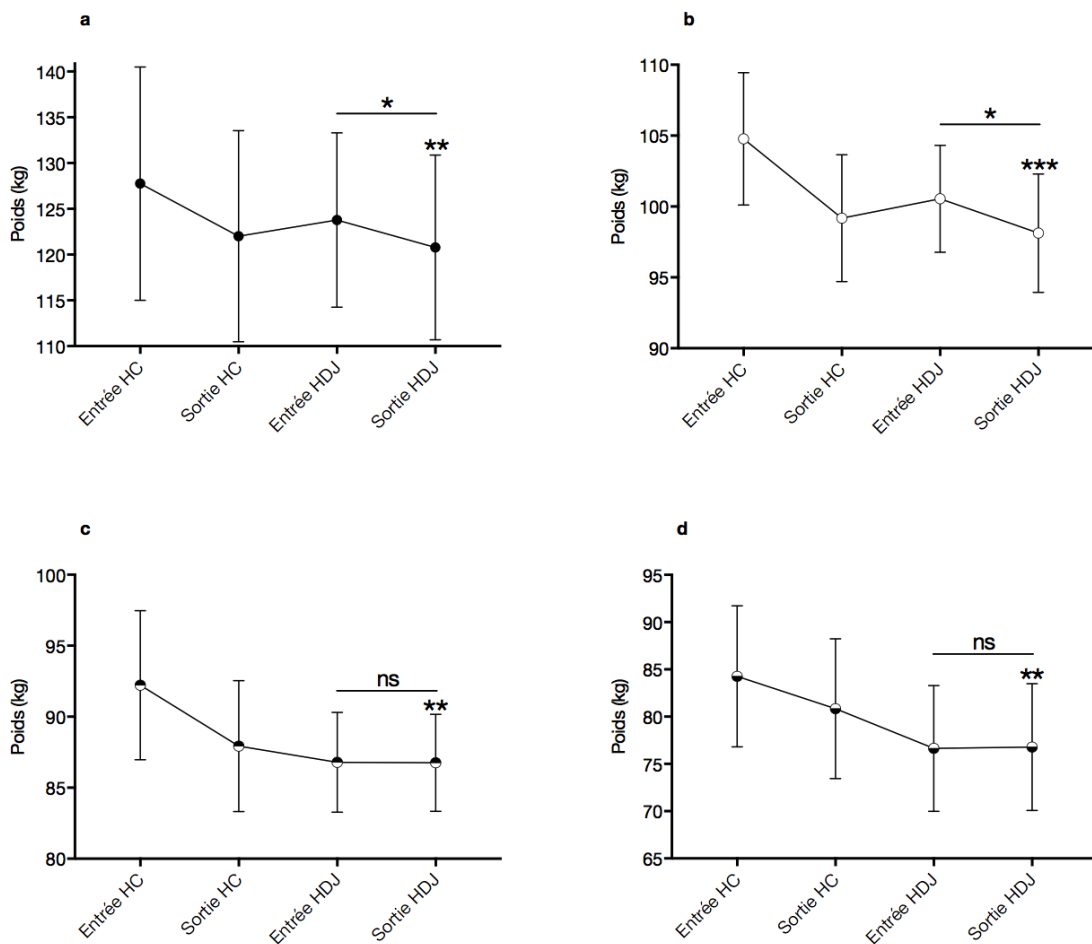 a
Poids (kg)
140
135
130
125
120
115
110
*
**
Entrée HC
Sortie HC
Entrée HDJ
Sortie HDJ
b
Poids (kg)
110
105
100
95
90
*
***
Entrée HC
Sortie HC
Entrée HDJ
Sortie HDJ
c
Poids (kg)
100
95
90
85
80
ns
**
Entrée HC
Sortie HC
Entrée HDJ
Sortie HDJ
d
Poids (kg)
95
90
85
80
75
70
65
ns
**
Entrée HC
Sortie HC
Entrée HDJ
Sortie HDJ